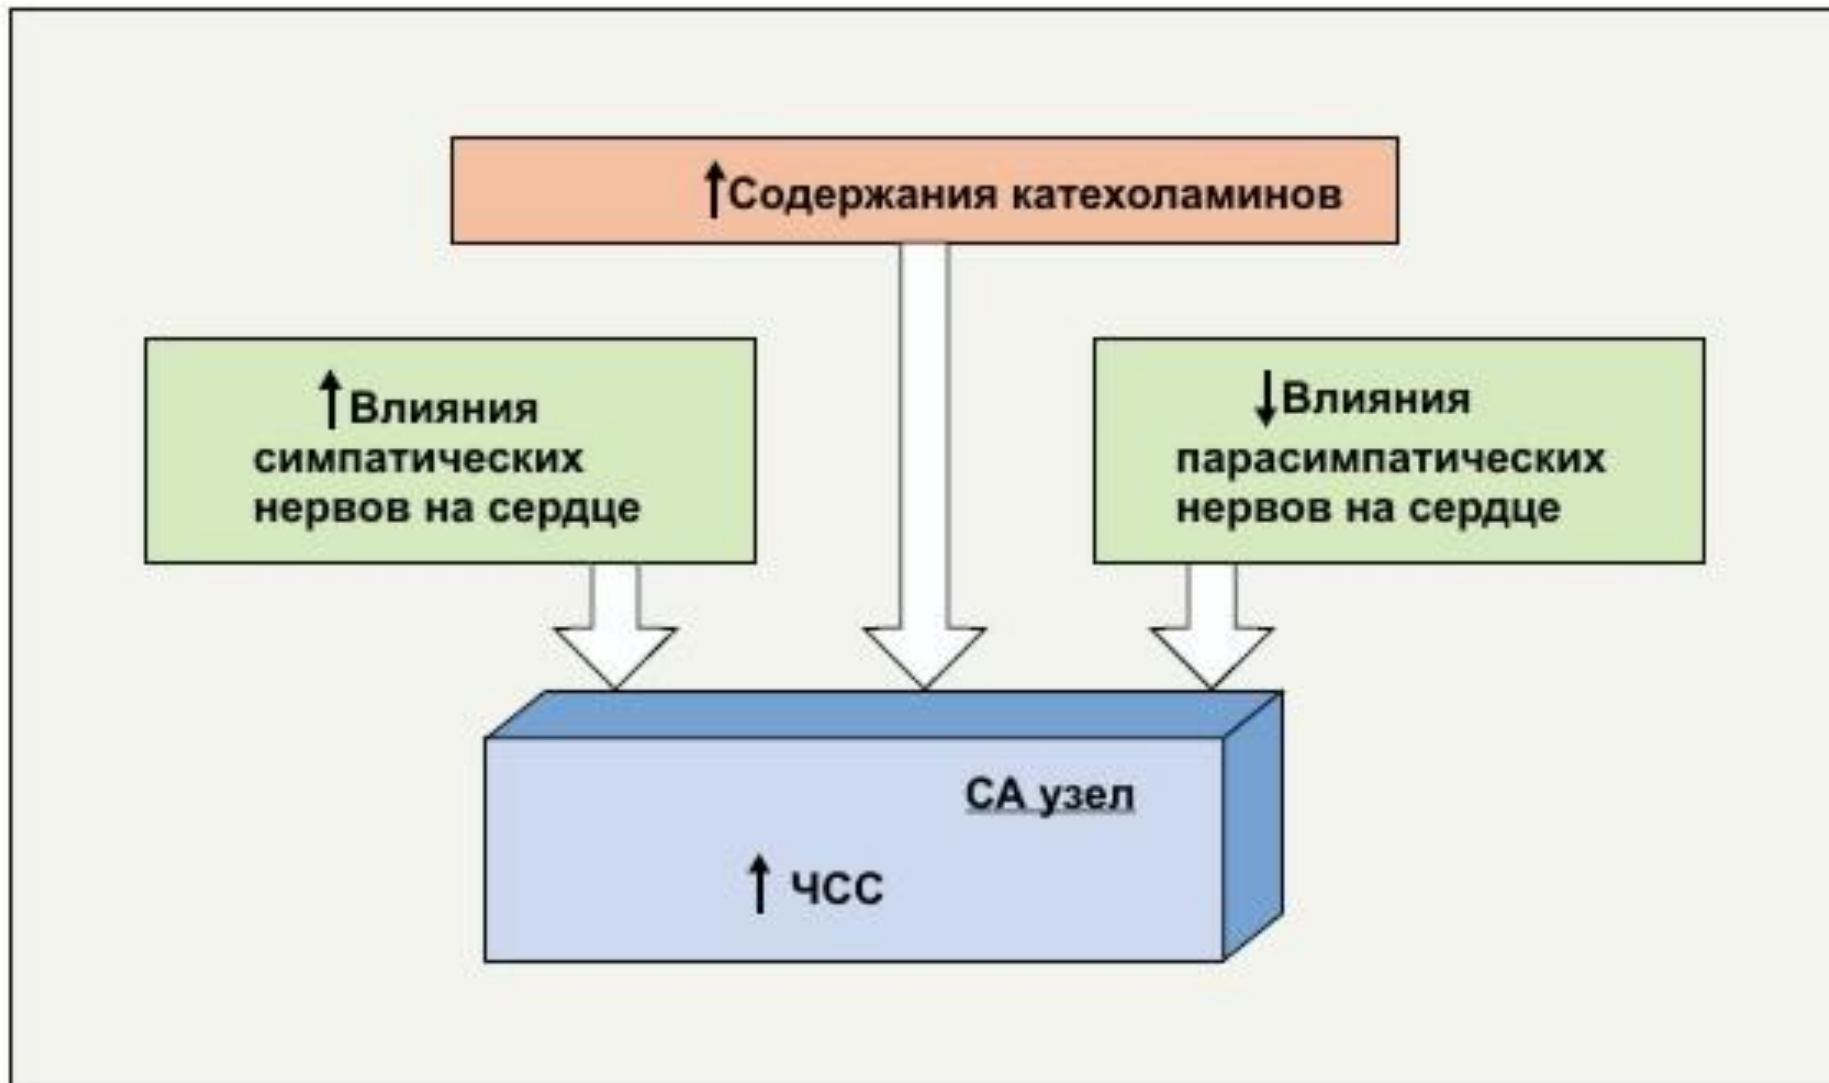 ↑Содержания катехоламинов
↑Влияния
симпатических
нервов на сердце
↓Влияния
парасимпатических
нервов на сердце
СА узел
↑ ЧСС